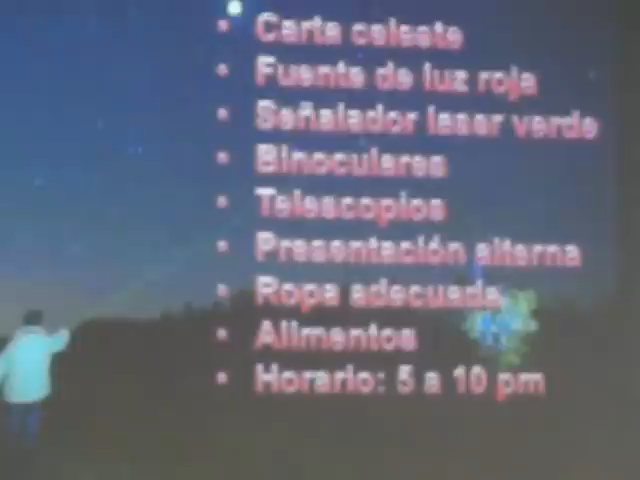 • Carta celeste
• Fuente de luz roja
• Señalador laser verde
• Binoculares
• Telescopios
• Presentación alterna
• Ropa adecuada
• Alimentos
• Horario: 5 a 10 pm